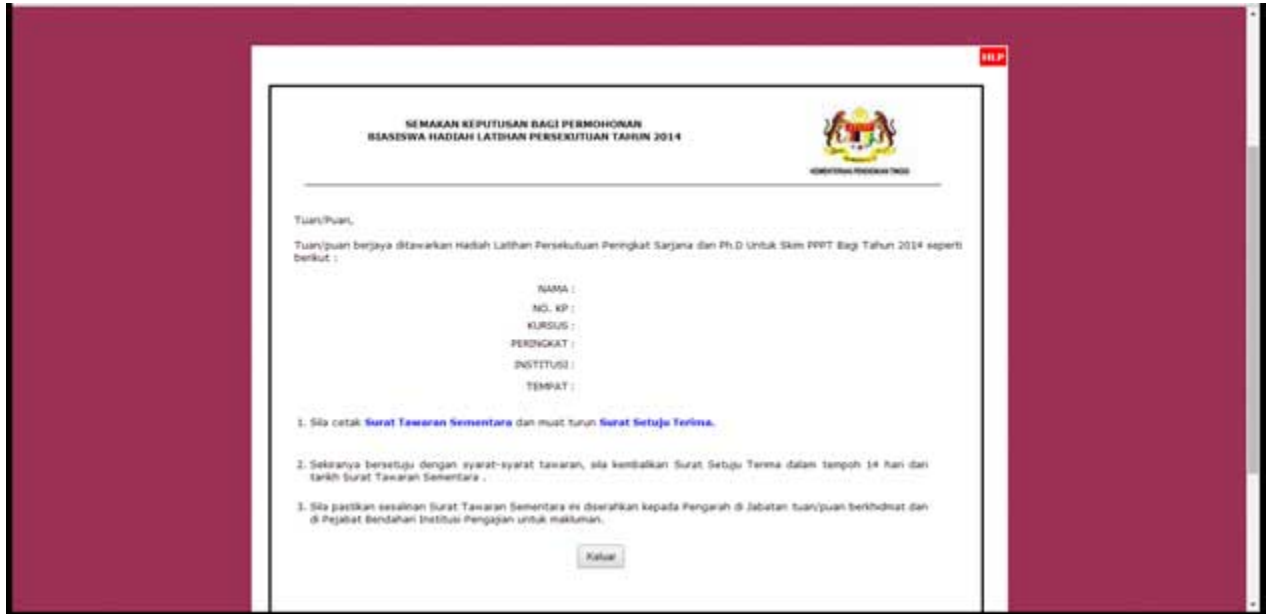 HLP
SEMAKAN KEPUTUSAN BAGI PERMOHONAN
BIASISWA HADIAH LATIHAN PERSEKUTUAN TAHUN 2014
KEMENTERIAN PENDIDIKAN TINGGI
Tuan/Puan,
Tuan/puan berjaya ditawarkan Hadiah Latihan Persekutuan Peringkat Sarjana dan Ph.D Untuk Skim PPPT Bagi Tahun 2014 seperti
berikut :
NAMA :
NO. KP :
KURSUS :
PERINGKAT :
INSTITUSI :
TEMPAT :
1. Sila cetak Surat Tawaran Sementara dan muat turun Surat Setuju Terima.
2. Sekiranya bersetuju dengan syarat-syarat tawaran, sila kembalikan Surat Setuju Terima dalam tempoh 14 hari dari
tarikh Surat Tawaran Sementara .
3. Sila pastikan sesalinan Surat Tawaran Sementara ini diserahkan kepada Pengarah di Jabatan tuan/puan berkhidmat dan
di Pejabat Bendahari Institusi Pengajian untuk makluman.
Keluar